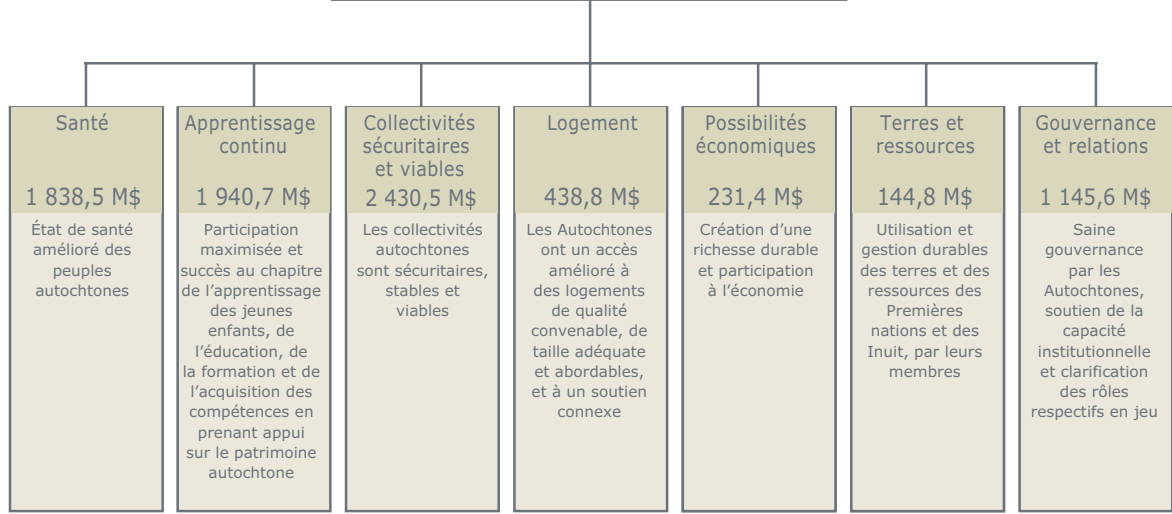 Santé
1 838,5 M$
État de santé
amélioré des
peuples
autochtones
Apprentissage
continu
1 940,7 M$
Participation
maximisée et
succès au chapitre
de l’apprentissage
des jeunes
enfants, de
l’éducation, de
la formation et de
l’acquisition des
compétences en
prenant appui
sur le patrimoine
autochtone
Collectivités
sécuritaires
et viables
2 430,5 M$
Les collectivités
autochtones
sont sécuritaires,
stables et
viables
Logement
438,8 M$
Les Autochtones
ont un accès
amélioré à
des logements
de qualité
convenable, de
taille adéquate
et abordables,
et à un soutien
connexe
Possibilités
économiques
231,4 M$
Création d’une
richesse durable
et participation
à l’économie
Terres et
ressources
144,8 M$
Utilisation et
gestion durables
des terres et des
ressources des
Premières
nations et des
Inuit, par leurs
membres
Gouvernance
et relations
1 145,6 M$
Saine
gouvernance
par les
Autochtones,
soutien de la
capacité
institutionnelle
et clarification
des rôles
respectifs en jeu